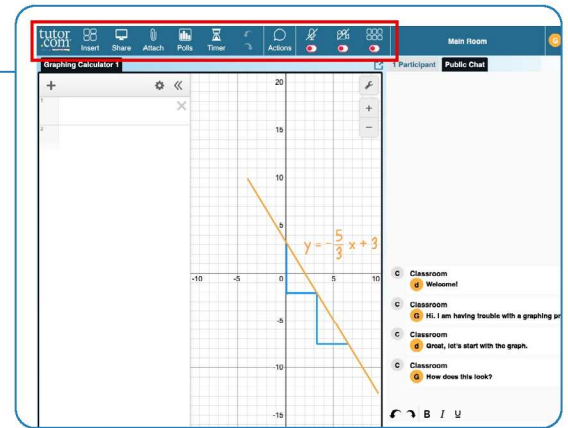 tutor
.com
Insert Share Attach Polls Timer Actions
Main Room
G
Graphing Calculator 1
1 Participant Public Chat
1
2
20
15
10
5
y = -5/3 x + 3
-10 -5 0 5 10
-5
-10
-15
C Classroom
d Welcome!
C Classroom
G Hi. I am having trouble with a graphing pr
C Classroom
d Great, let's start with the graph.
C Classroom
G How does this look?
B I U